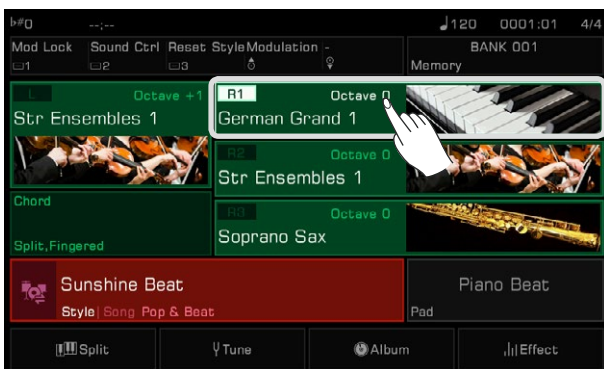 b#0 --;-- ♩120 0001:01 4/4
Mod Lock Sound Ctrl Reset StyleModulation - BANK 001
1 2 3 Memory
L Octave +1 R1 Octave 0
Str Ensembles 1 German Grand 1
R2 Octave 0
Str Ensembles 1
Chord R3 Octave 0
Split,Fingered Soprano Sax
Sunshine Beat Piano Beat
Style|Song Pop & Beat Pad
Split Tune Album Effect